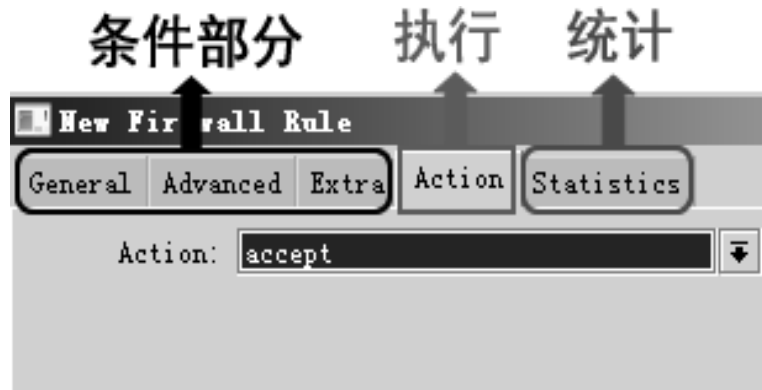 条件部分 执行 统计
New Firewall Rule
General Advanced Extra Action Statistics
Action: accept